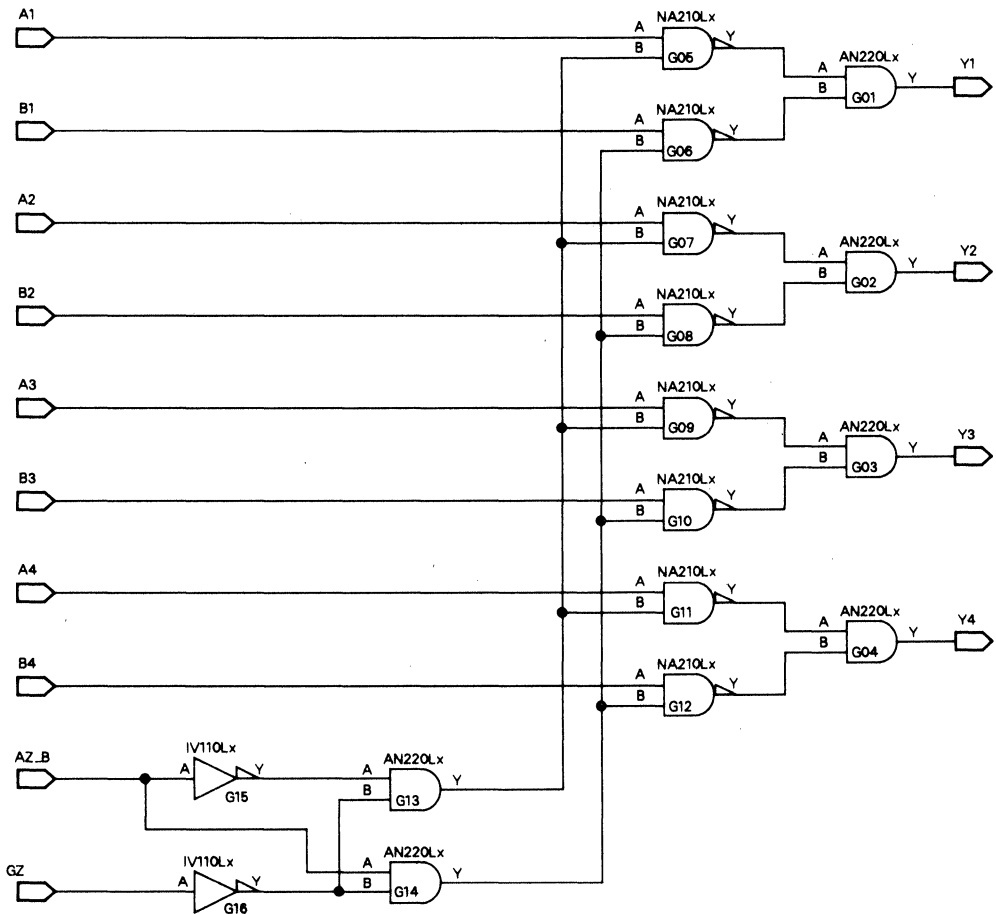 A1
A
B
NA210Lx
Y
G05
A
B
AN220Lx
Y
G01
Y1
B1
A
B
NA210Lx
Y
G06
A2
A
B
NA210Lx
Y
G07
A
B
AN220Lx
Y
G02
Y2
B2
A
B
NA210Lx
Y
G08
A3
A
B
NA210Lx
Y
G09
A
B
AN220Lx
Y
G03
Y3
B3
A
B
NA210Lx
Y
G10
A4
A
B
NA210Lx
Y
G11
A
B
AN220Lx
Y
G04
Y4
B4
A
B
NA210Lx
Y
G12
AZ_B
A
IV110Lx
Y
G15
A
B
AN220Lx
Y
G13
GZ
A
IV110Lx
Y
G16
A
B
AN220Lx
Y
G14